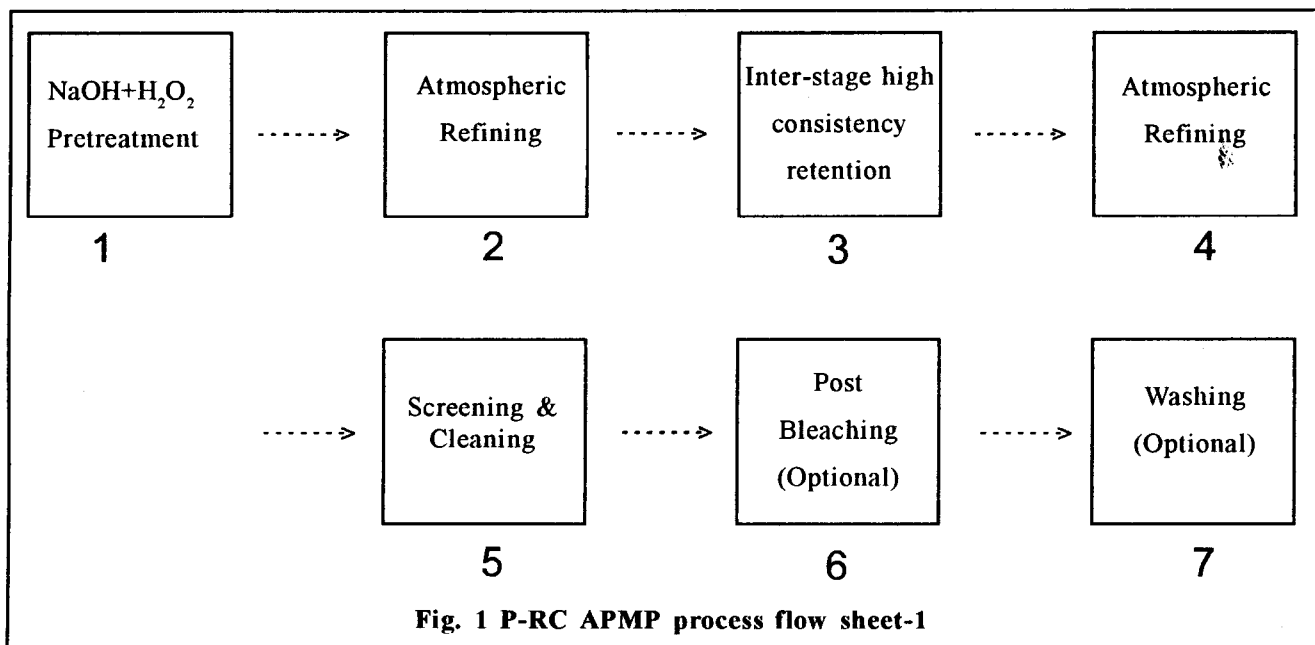 NaOH+H₂O₂
Pretreatment
Atmospheric
Refining
Inter-stage high
consistency
retention
Atmospheric
Refining
1
2
3
4
Screening &
Cleaning
Post
Bleaching
(Optional)
Washing
(Optional)
5
6
7
Fig. 1 P-RC APMP process flow sheet-1